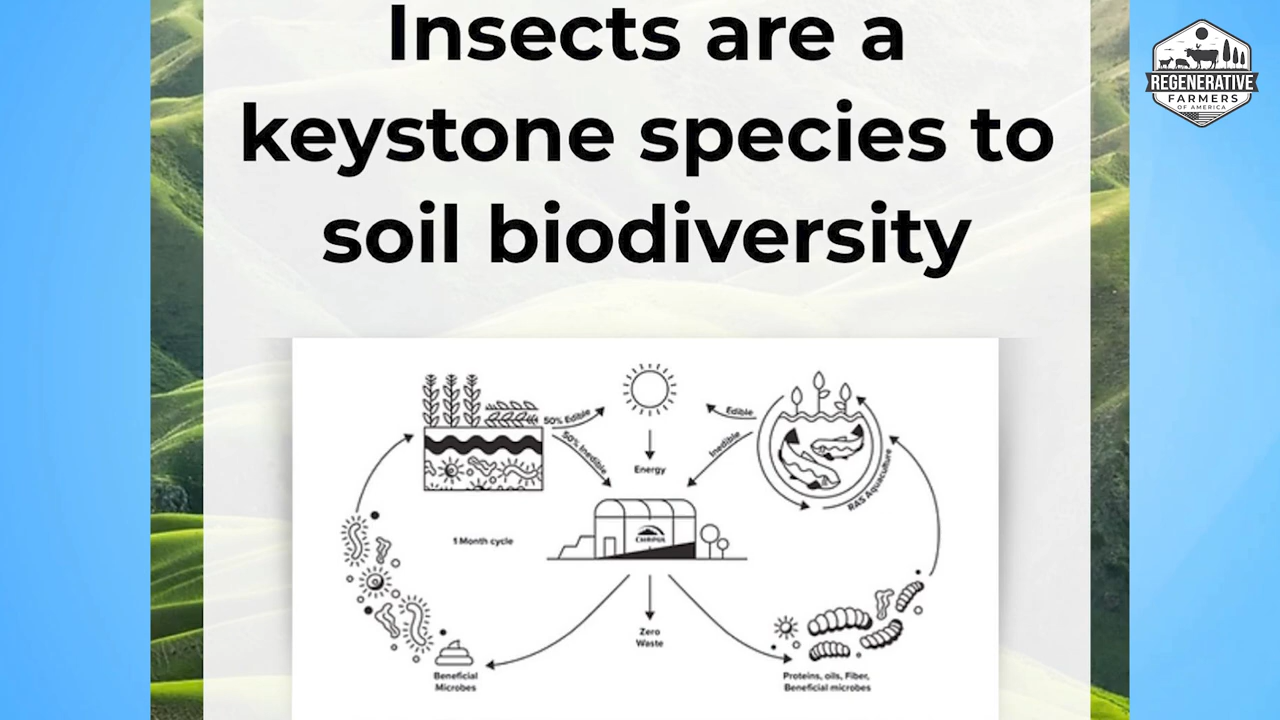 Insects are a
keystone species to
soil biodiversity
REGENERATIVE
FARMERS
OF AMERICA
50% Edible
50% Inedible
Energy
Edible
Inedible
RAS Aquaculture
CHAPUL
1 Month cycle
Zero
Waste
Beneficial
Microbes
Proteins, oils, Fiber,
Beneficial microbes